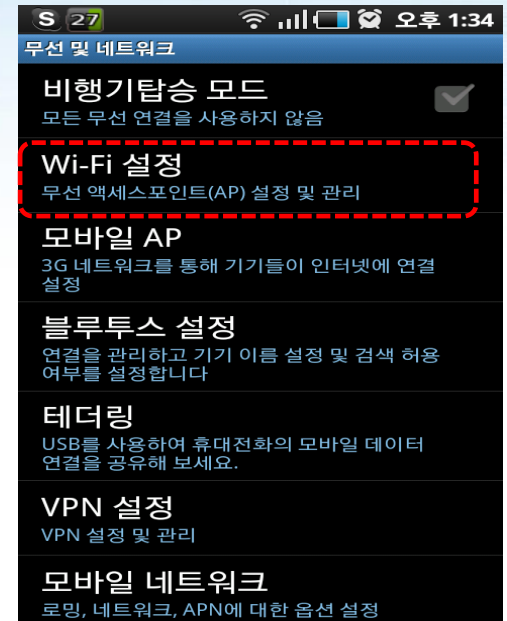 S 27 오후 1:34
무선 및 네트워크
비행기탑승 모드
모든 무선 연결을 사용하지 않음
Wi-Fi 설정
무선 액세스포인트(AP) 설정 및 관리
모바일 AP
3G 네트워크를 통해 기기들이 인터넷에 연결
설정
블루투스 설정
연결을 관리하고 기기 이름 설정 및 검색 허용
여부를 설정합니다
테더링
USB를 사용하여 휴대전화의 모바일 데이터
연결을 공유해 보세요.
VPN 설정
VPN 설정 및 관리
모바일 네트워크
로밍, 네트워크, APN에 대한 옵션 설정